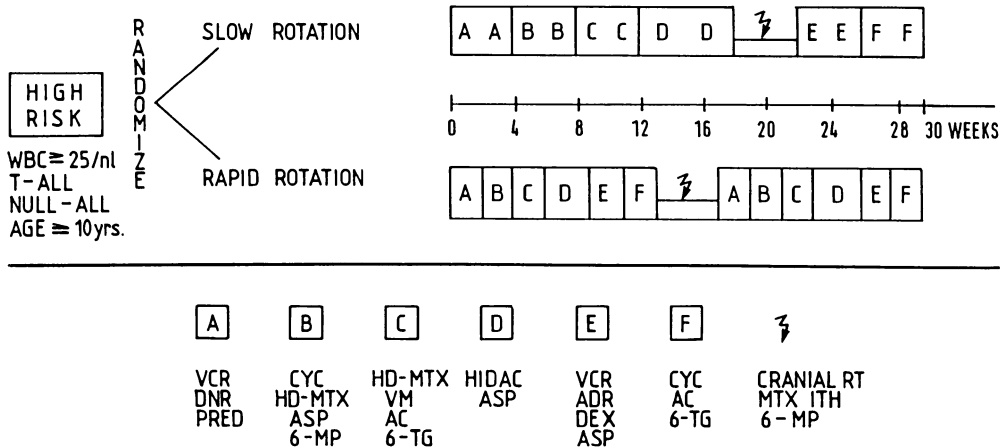 RANDOMIZE
SLOW ROTATION
A A B B C C D D E E F F
HIGH
RISK
0 4 8 12 16 20 24 28 30 WEEKS
WBC ≧ 25/nl
T-ALL
NULL-ALL
AGE ≧ 10 yrs.
RAPID ROTATION
A B C D E F A B C D E F
A B C D E F
VCR
DNR
PRED
CYC
HD-MTX
ASP
6-MP
HD-MTX
VM
AC
6-TG
HIDAC
ASP
VCR
ADR
DEX
ASP
CYC
AC
6-TG
CRANIAL RT
MTX ITH
6-MP